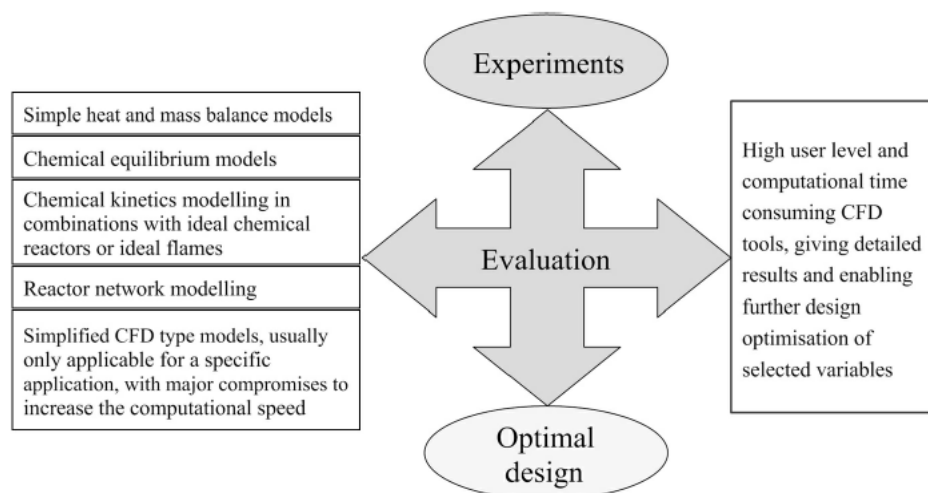 Experiments
Simple heat and mass balance models
Chemical equilibrium models
Chemical kinetics modelling in
combinations with ideal chemical
reactors or ideal flames
Reactor network modelling
Simplified CFD type models, usually
only applicable for a specific
application, with major compromises to
increase the computational speed
Evaluation
High user level and
computational time
consuming CFD
tools, giving detailed
results and enabling
further design
optimisation of
selected variables
Optimal
design